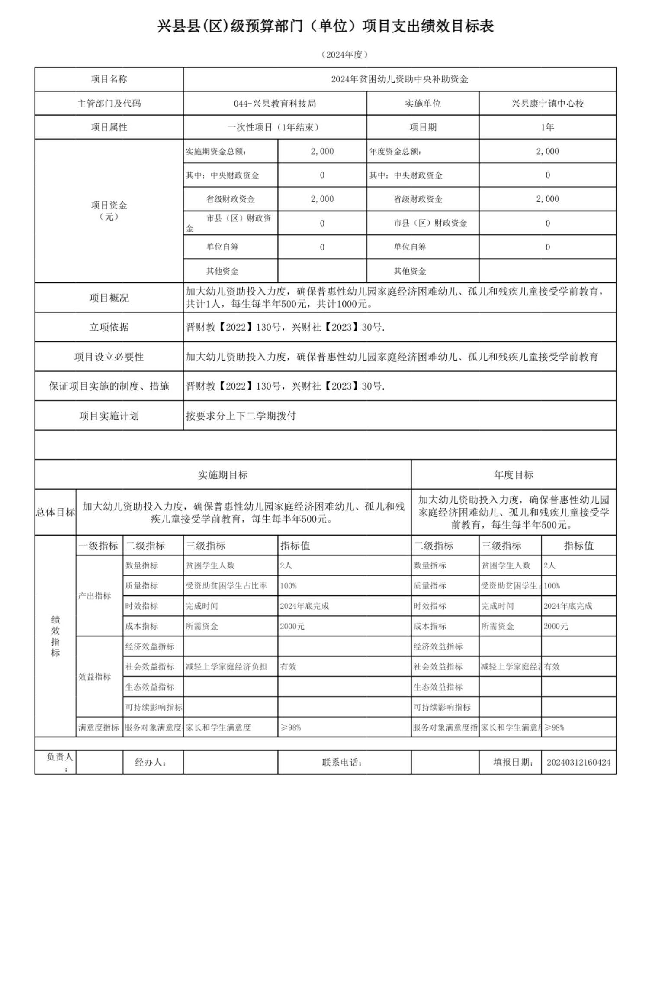 兴县县(区)级预算部门（单位）项目支出绩效目标表
（2024年度）
项目名称 2024年贫困幼儿资助中央补助资金
主管部门及代码 044-兴县教育科技局 实施单位 兴县康宁镇中心校
项目属性 一次性项目（1年结束） 项目期 1年
项目资金
（元）
实施期资金总额： 2,000 年度资金总额： 2,000
其中：中央财政资金 0 其中：中央财政资金 0
省级财政资金 2,000 省级财政资金 2,000
市县（区）财政资
金 0 市县（区）财政资金 0
单位自筹 0 单位自筹 0
其他资金 其他资金
项目概况 加大幼儿资助投入力度，确保普惠性幼儿园家庭经济困难幼儿、孤儿和残疾儿童接受学前教育，
共计1人，每生每半年500元，共计1000元。
立项依据 晋财教【2022】130号，兴财社【2023】30号.
项目设立必要性 加大幼儿资助投入力度，确保普惠性幼儿园家庭经济困难幼儿、孤儿和残疾儿童接受学前教育
保证项目实施的制度、措施 晋财教【2022】130号，兴财社【2023】30号.
项目实施计划 按要求分上下二学期拨付
实施期目标 年度目标
总体目标
加大幼儿资助投入力度，确保普惠性幼儿园家庭经济困难幼儿、孤儿和残
疾儿童接受学前教育，每生每半年500元。
加大幼儿资助投入力度，确保普惠性幼儿园
家庭经济困难幼儿、孤儿和残疾儿童接受学
前教育，每生每半年500元。
绩
效
指
标
一级指标 二级指标 三级指标 指标值 二级指标 三级指标 指标值
产出指标
数量指标 贫困学生人数 2人 数量指标 贫困学生人数 2人
质量指标 受资助贫困学生占比率 100% 质量指标 受资助贫困学生 100%
时效指标 完成时间 2024年底完成 时效指标 完成时间 2024年底完成
成本指标 所需资金 2000元 成本指标 所需资金 2000元
效益指标
经济效益指标 经济效益指标
社会效益指标 减轻上学家庭经济负担 有效 社会效益指标 减轻上学家庭经 有效
生态效益指标 生态效益指标
可持续影响指标 可持续影响指标
满意度指标 服务对象满意度 家长和学生满意度 ≥98% 服务对象满意度指 家长和学生满意 ≥98%
负责人
： 经办人： 联系电话： 填报日期： 20240312160424